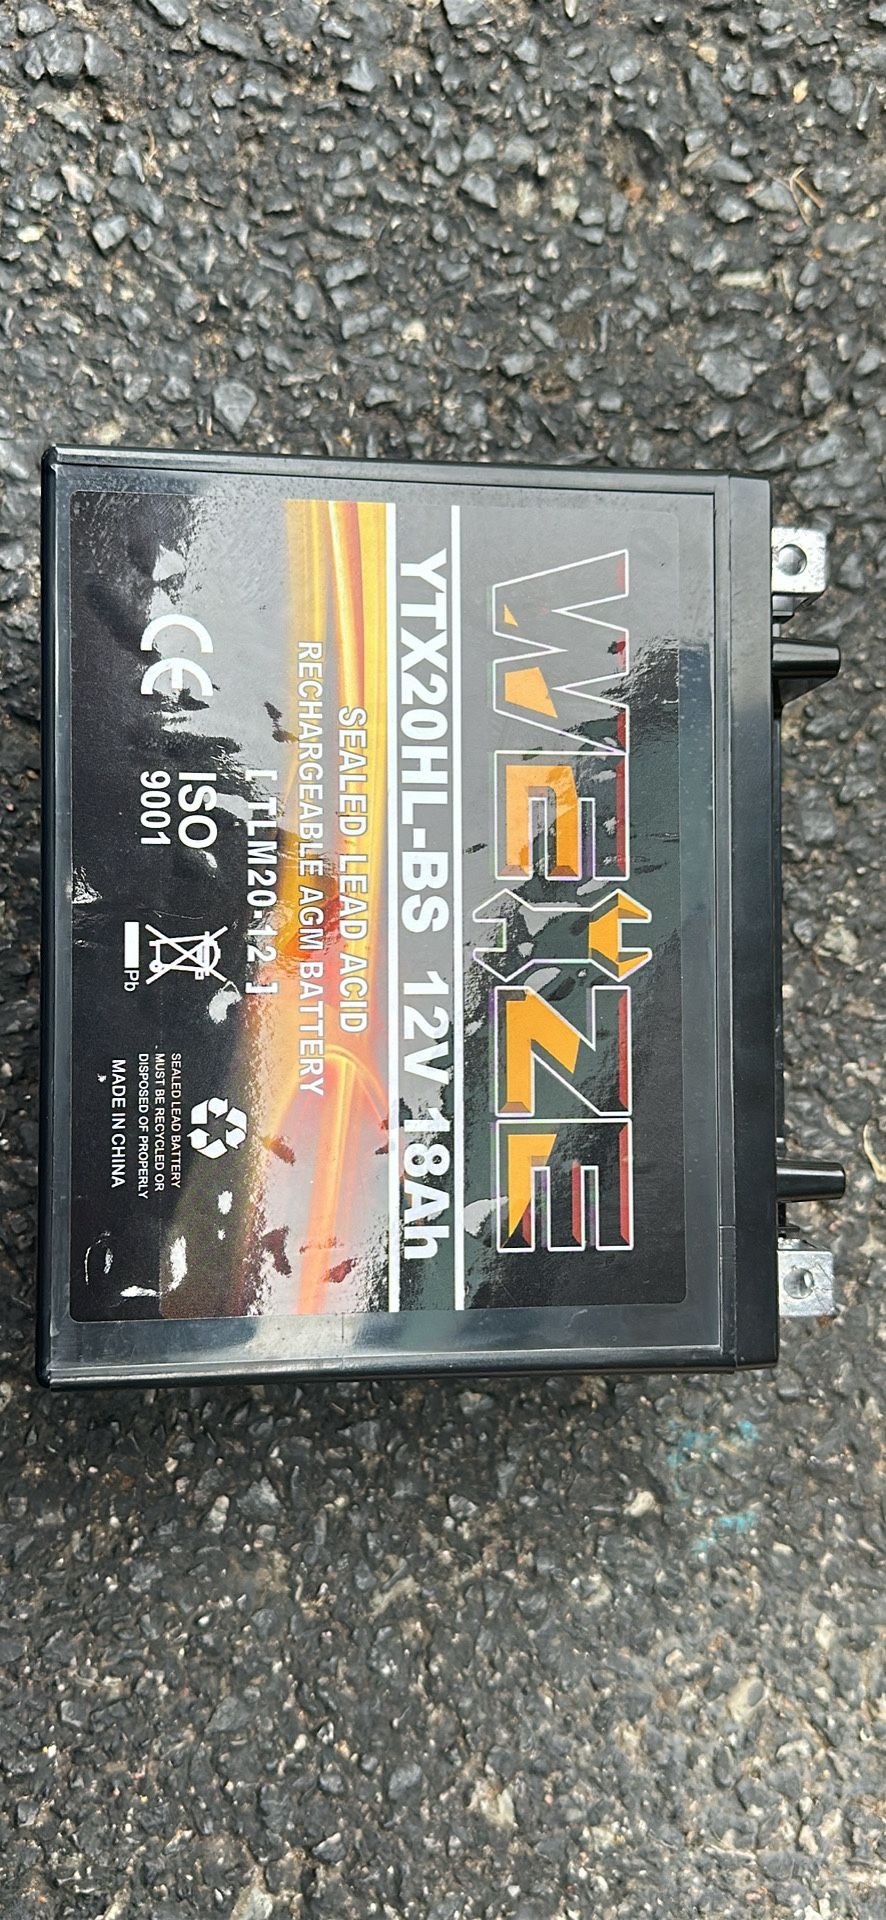 WEIZE
YTX20HL-BS 12V 18Ah
SEALED LEAD ACID
RECHARGEABLE AGM BATTERY
[TLM20-12]
CE
ISO
9001
Pb
SEALED LEAD BATTERY
MUST BE RECYCLED OR
DISPOSED OF PROPERLY
MADE IN CHINA